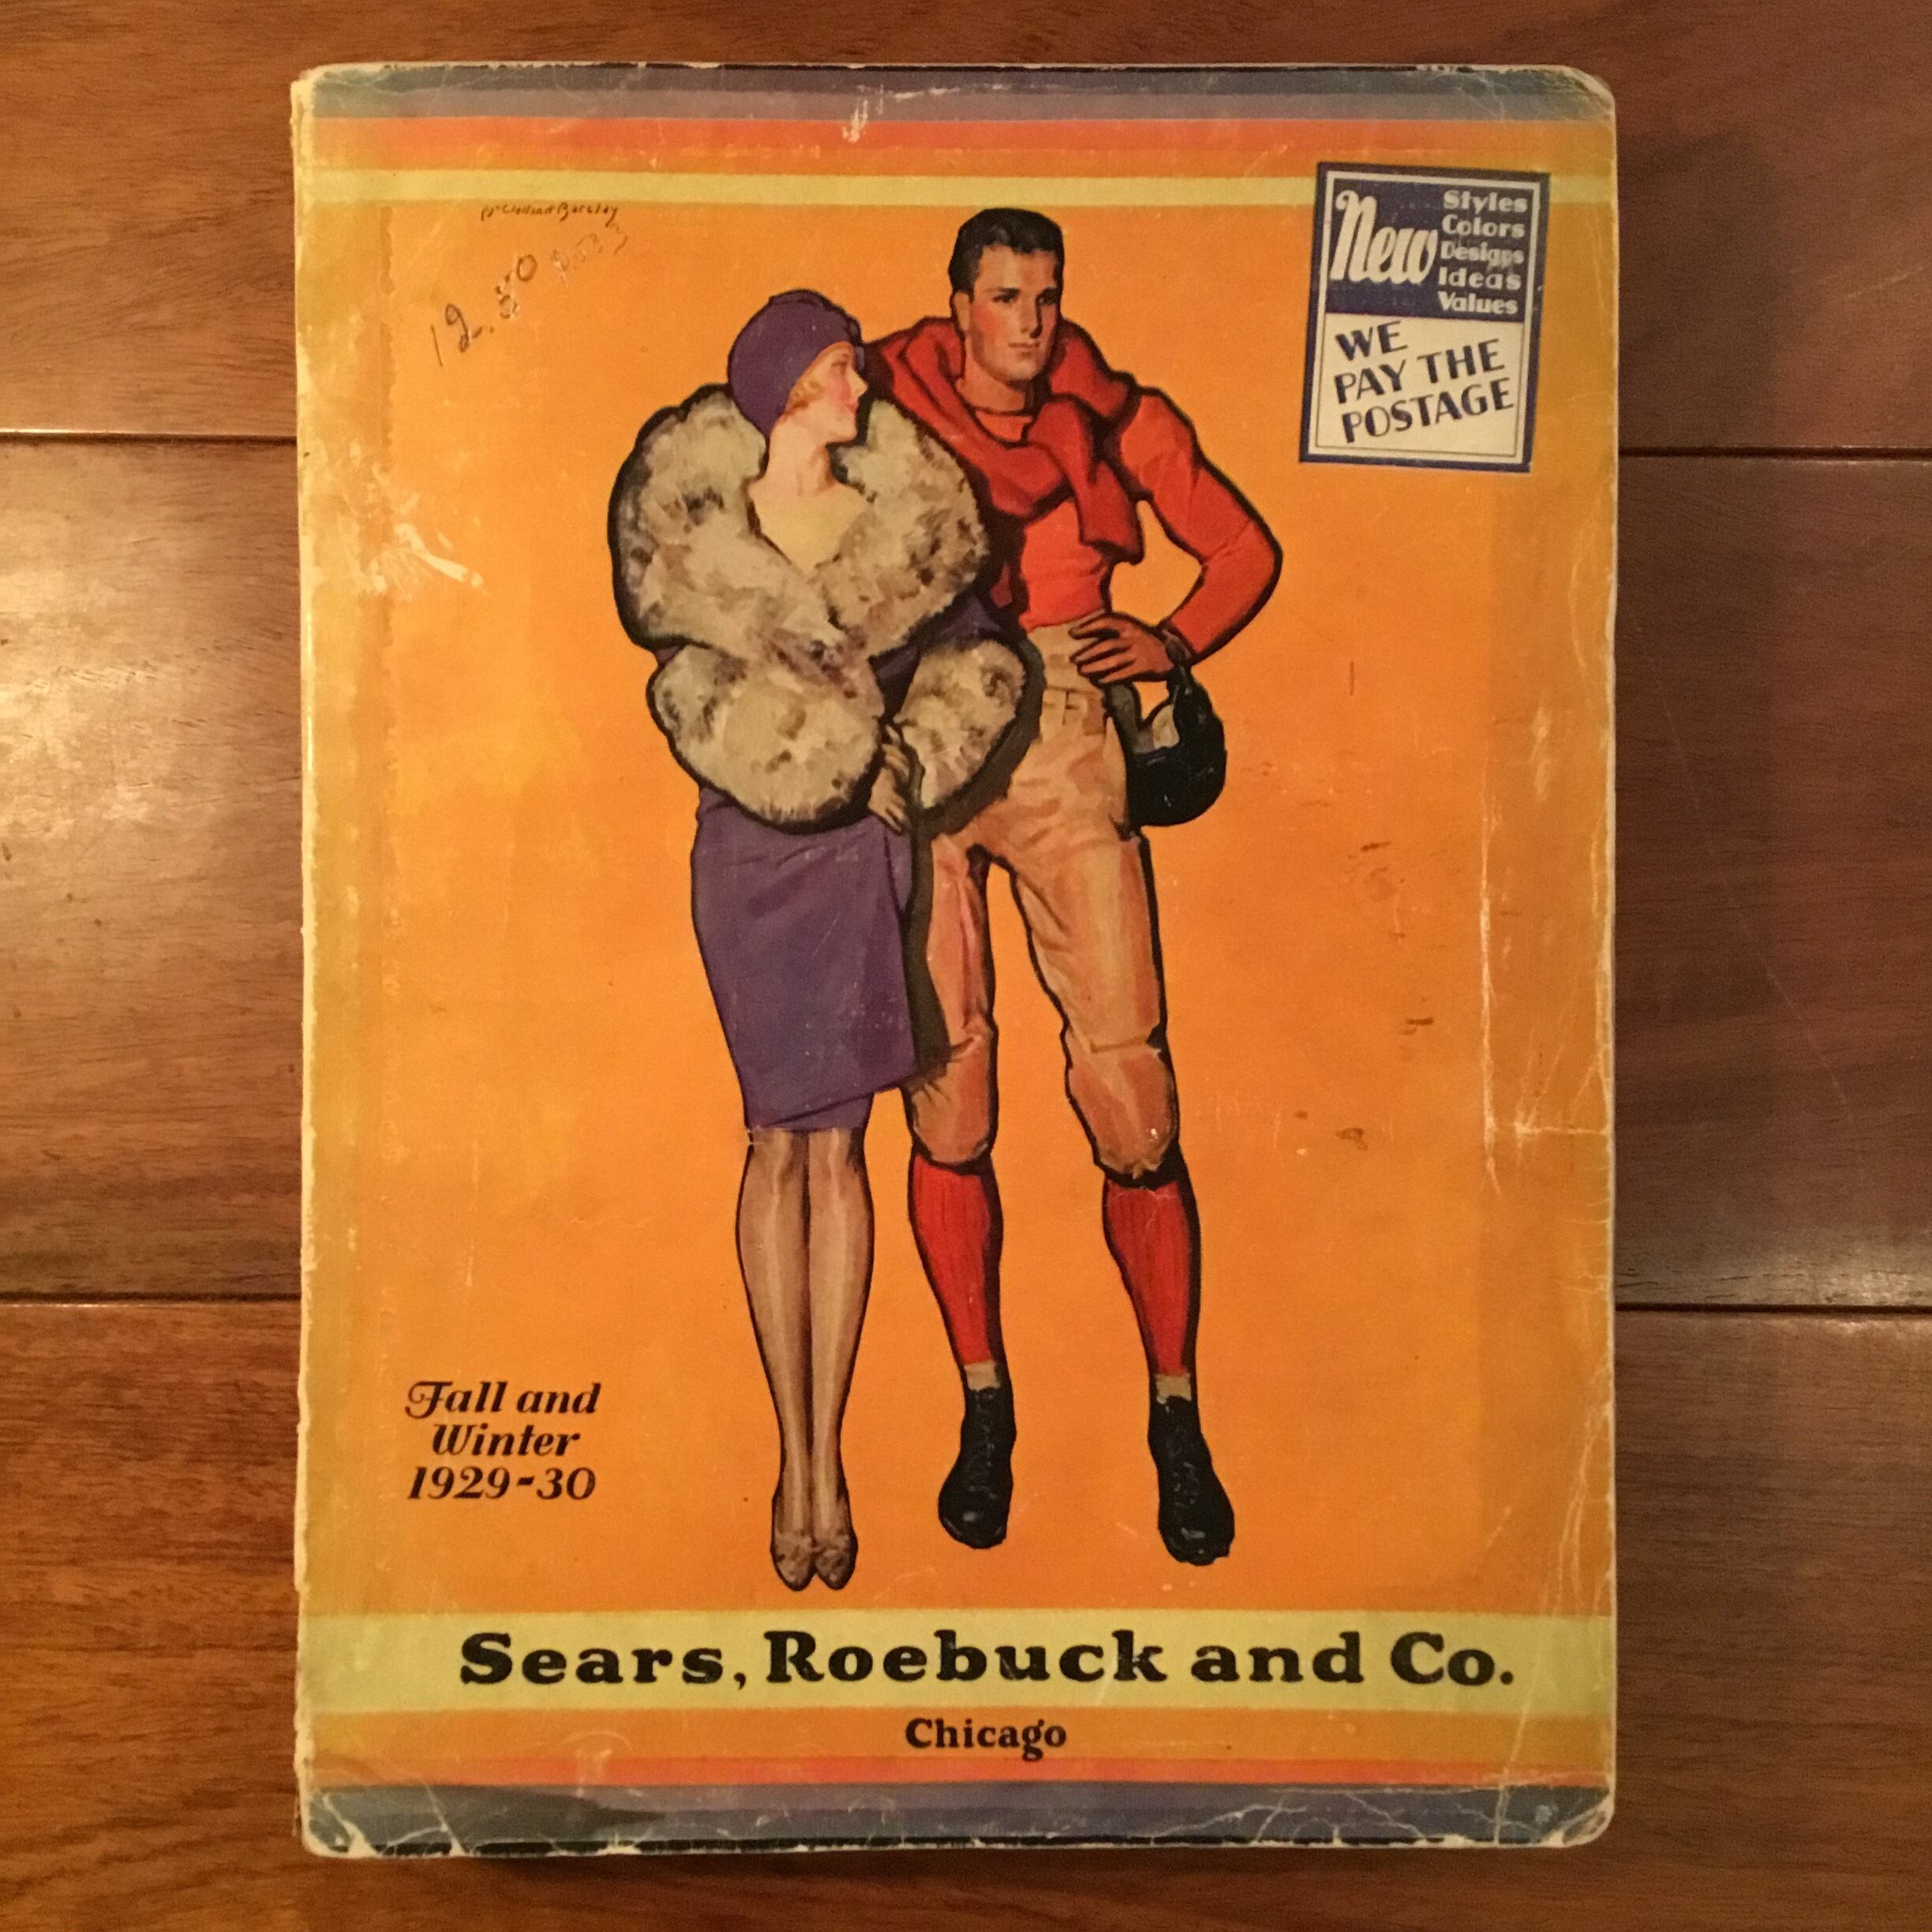 McClelland Barclay
12.50
New
Styles
Colors
Designs
Ideas
Values
WE
PAY THE
POSTAGE
Fall and
Winter
1929-30
Sears, Roebuck and Co.
Chicago